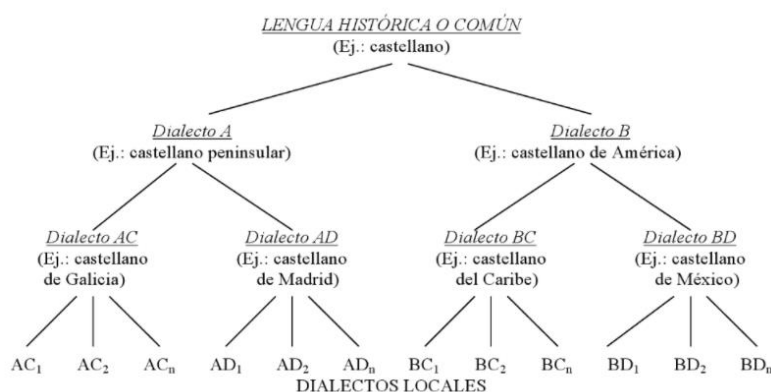 LENGUA HISTÓRICA O COMÚN
(Ej.: castellano)
Dialecto A
(Ej.: castellano peninsular)
Dialecto B
(Ej.: castellano de América)
Dialecto AC
(Ej.: castellano
de Galicia)
Dialecto AD
(Ej.: castellano
de Madrid)
Dialecto BC
(Ej.: castellano
del Caribe)
Dialecto BD
(Ej.: castellano
de México)
AC₁ AC₂ ACₙ AD₁ AD₂ ADₙ BC₁ BC₂ BCₙ BD₁ BD₂ BDₙ
DIALECTOS LOCALES